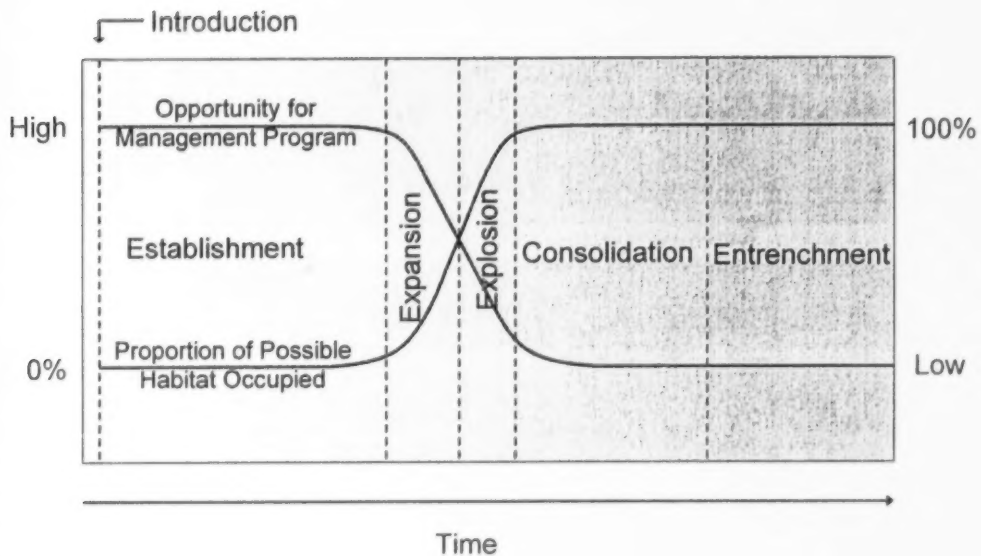 Introduction
Opportunity for
Management Program
High
100%
Establishment
Expansion
Explosion
Consolidation
Entrenchment
Proportion of Possible
Habitat Occupied
0%
Low
Time